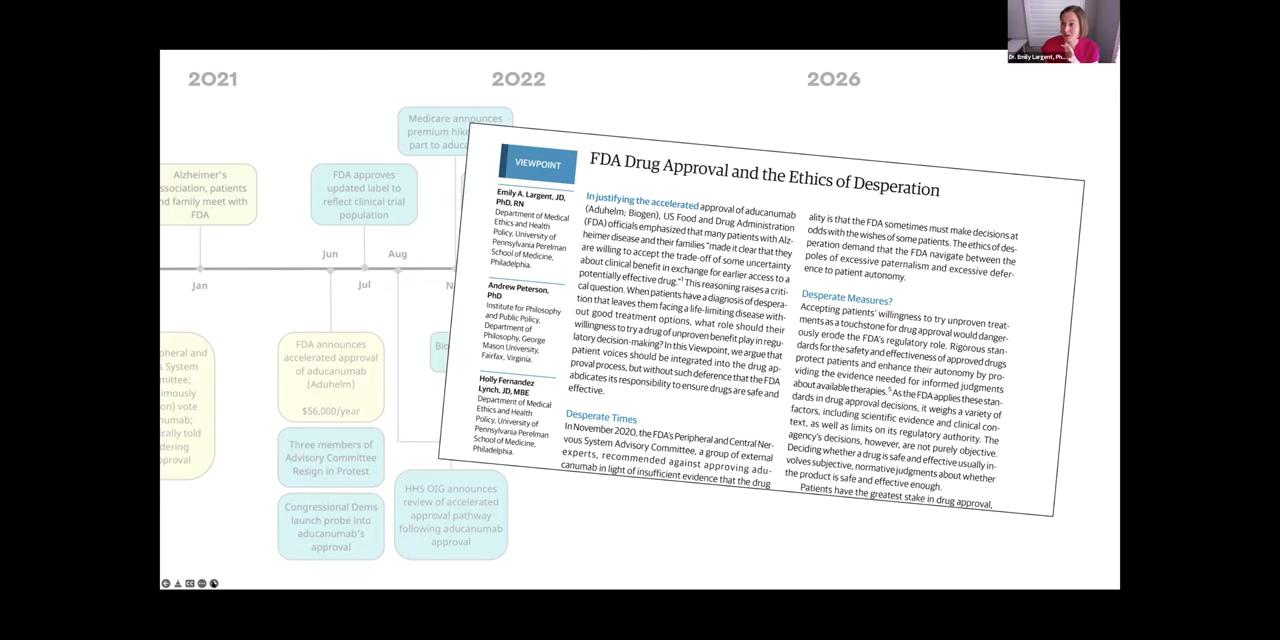 Dr. Emily Largent, Ph...
2021
2022
2026
Medicare announces
premium hike
part to aduca
Alzheimer's
ssociation, patients
nd family meet with
FDA
FDA approves
updated label to
reflect clinical trial
population
Jan
Jun
Jul
Aug
N
pheral and
s System
mittee;
imously
on) vote
numab;
ically told
dering
pproval
FDA announces
accelerated approval
of aducanumab
(Aduhelm)
$56,000/year
Three members of
Advisory Committee
Resign in Protest
Congressional Dems
launch probe into
aducanumab's
approval
Bio
HHS OIG announces
review of accelerated
approval pathway
following aducanumab
approval
VIEWPOINT
FDA Drug Approval and the Ethics of Desperation
Emily A. Largent, JD,
PhD, RN
Department of Medical
Ethics and Health
Policy, University of
Pennsylvania Perelman
School of Medicine,
Philadelphia.
Andrew Peterson,
PhD
Institute for Philosophy
and Public Policy,
Department of
Philosophy, George
Mason University,
Fairfax, Virginia.
Holly Fernandez
Lynch, JD, MBE
Department of Medical
Ethics and Health
Policy, University of
Pennsylvania Perelman
School of Medicine,
Philadelphia.
In justifying the accelerated approval of aducanumab
(Aduhelm; Biogen), US Food and Drug Administration
(FDA) officials emphasized that many patients with Alz-
heimer disease and their families "made it clear that they
are willing to accept the trade-off of some uncertainty
about clinical benefit in exchange for earlier access to a
potentially effective drug."1 This reasoning raises a criti-
cal question. When patients have a diagnosis of despera-
tion that leaves them facing a life-limiting disease with-
out good treatment options, what role should their
willingness to try a drug of unproven benefit play in regu-
latory decision-making? In this Viewpoint, we argue that
patient voices should be integrated into the drug ap-
proval process, but without such deference that the FDA
abdicates its responsibility to ensure drugs are safe and
effective.
Desperate Times
In November 2020, the FDA's Peripheral and Central Ner-
vous System Advisory Committee, a group of external
experts, recommended against approving adu-
canumab in light of insufficient evidence that the drug
ality is that the FDA sometimes must make decisions at
odds with the wishes of some patients. The ethics of des-
peration demand that the FDA navigate between the
poles of excessive paternalism and excessive defer-
ence to patient autonomy.
Desperate Measures?
Accepting patients' willingness to try unproven treat-
ments as a touchstone for drug approval would danger-
ously erode the FDA's regulatory role. Rigorous stan-
dards for the safety and effectiveness of approved drugs
protect patients and enhance their autonomy by pro-
viding the evidence needed for informed judgments
about available therapies.5 As the FDA applies these stan-
dards in drug approval decisions, it weighs a variety of
factors, including scientific evidence and clinical con-
text, as well as limits on its regulatory authority. The
agency's decisions, however, are not purely objective.
Deciding whether a drug is safe and effective usually in-
volves subjective, normative judgments about whether
the product is safe and effective enough.
Patients have the greatest stake in drug approval,